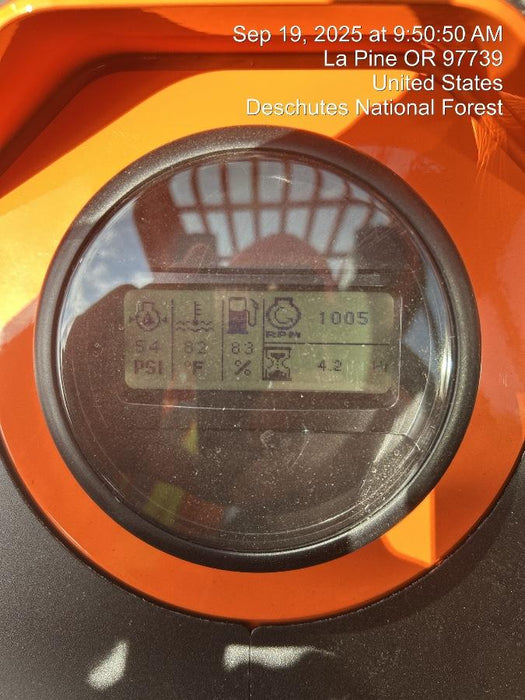 Sep 19, 2025 at 9:50:50 AM
La Pine OR 97739
United States
Deschutes National Forest
E
RPM 1005
54 82 83
PSI °F % 4.2 Hr